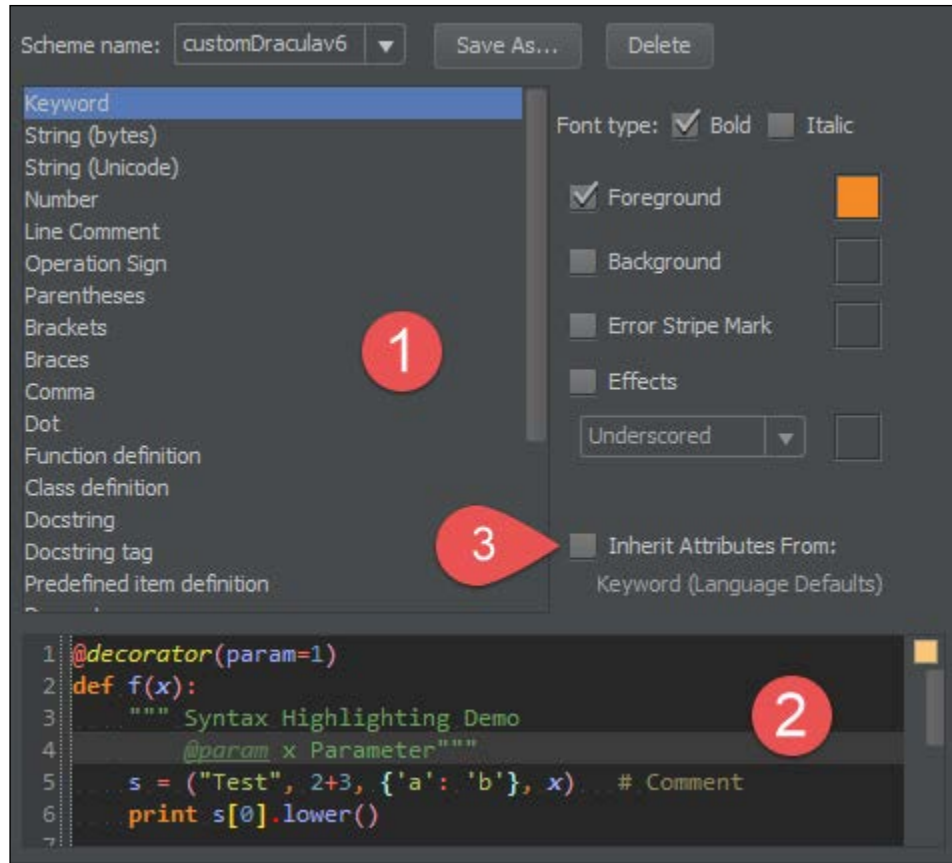 Scheme name: customDraculav6 Save As... Delete
Keyword
String (bytes)
String (Unicode)
Number
Line Comment
Operation Sign
Parentheses
Brackets
Braces
Comma
Dot
Function definition
Class definition
Docstring
Docstring tag
Predefined item definition
Font type: Bold Italic
Foreground
Background
Error Stripe Mark
Effects
Underscored
Inherit Attributes From:
Keyword (Language Defaults)
1
3
2
1 @decorator(param=1)
2 def f(x):
3 """ Syntax Highlighting Demo
4 @param x Parameter"""
5 s = ("Test", 2+3, {'a': 'b'}, x) # Comment
6 print s[0].lower()
7